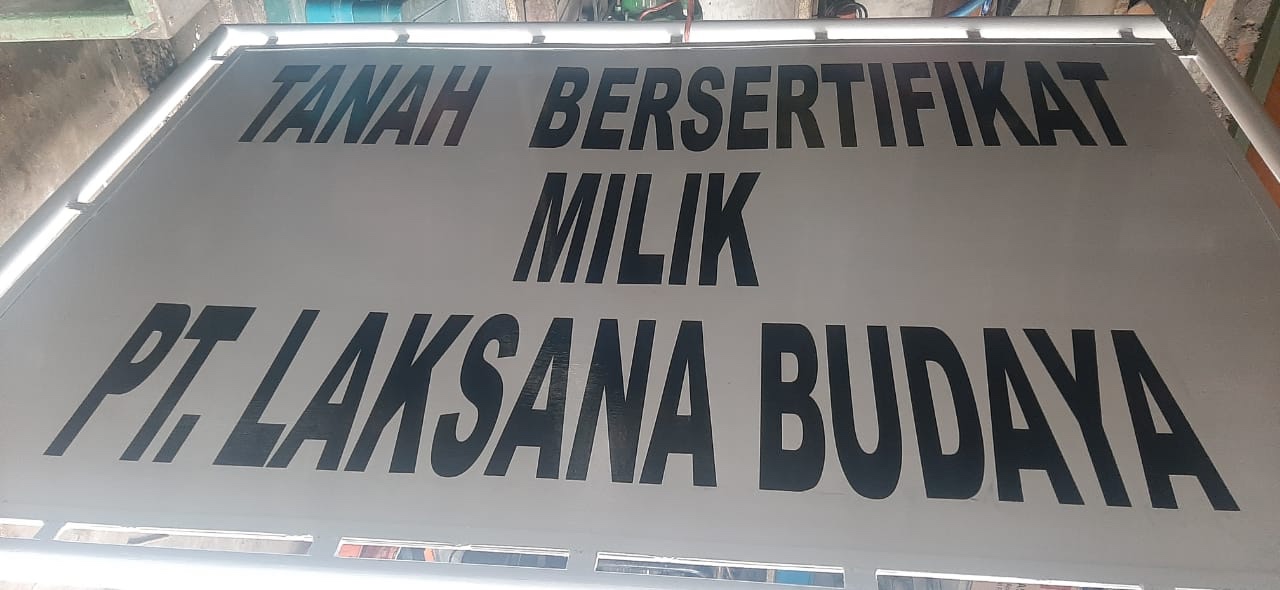 TANAH BERSERTIFIKAT
MILIK
PT. LAKSANA BUDAYA